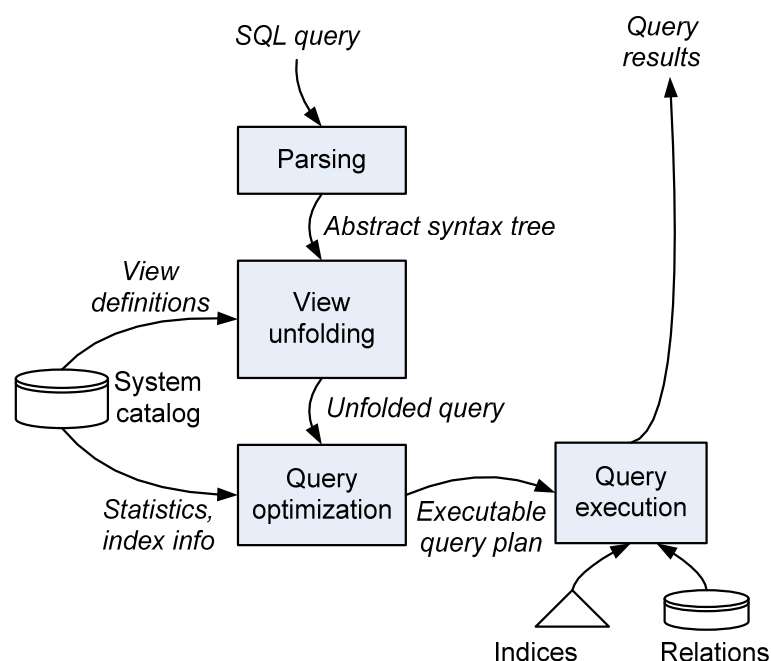 SQL query
Query
results
Parsing
Abstract syntax tree
View
definitions
View
unfolding
System
catalog
Unfolded query
Query
optimization
Statistics,
index info
Executable
query plan
Query
execution
Indices
Relations